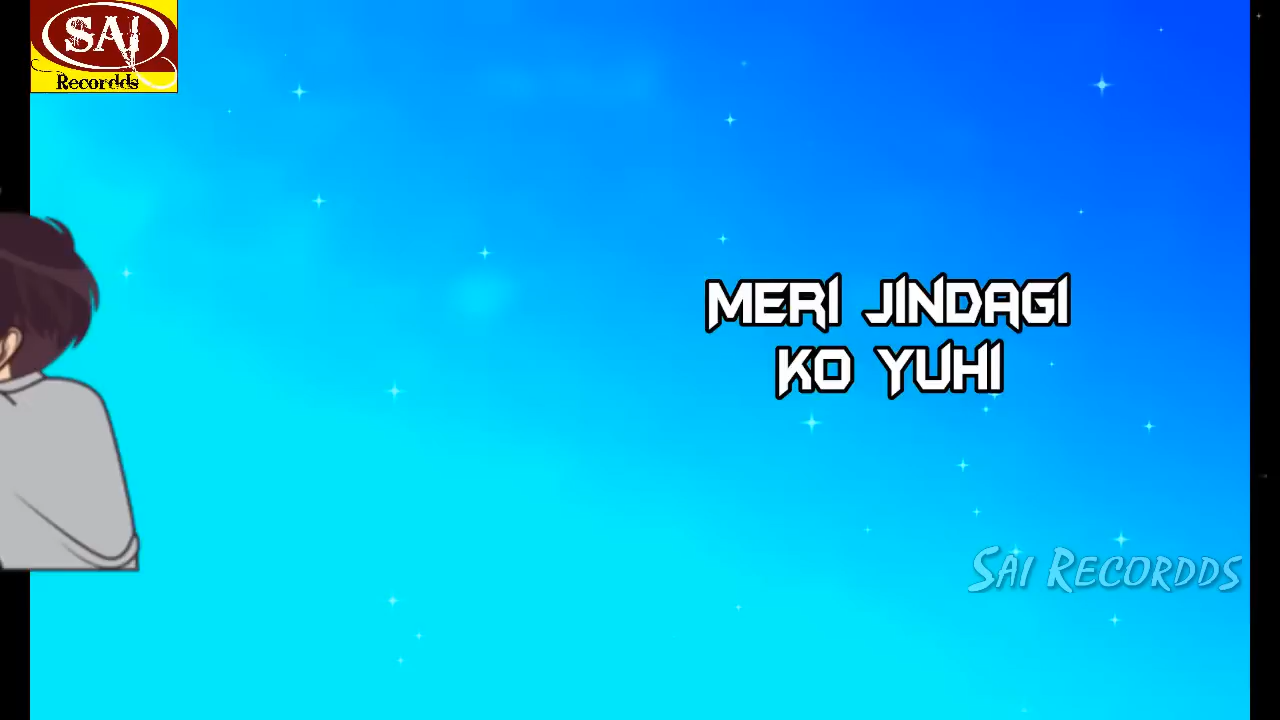 SAI
Recordds
MERI JINDAGI
KO YUHI
SAI RECORDDS